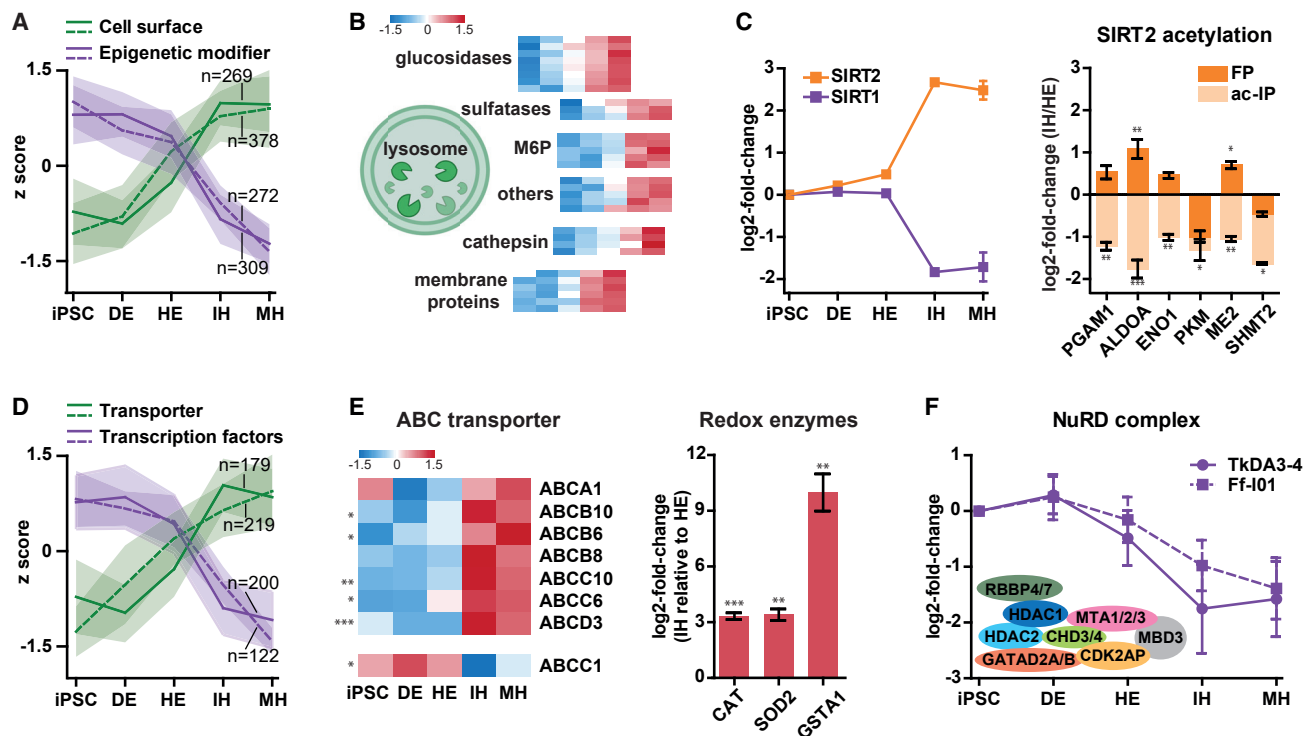 A
Cell surface
Epigenetic modifier
z score
1.5
0
-1.5
n=269
n=378
n=272
n=309
iPSC DE HE IH MH
B
-1.5 0 1.5
glucosidases
sulfatases
M6P
others
cathepsin
membrane
proteins
lysosome
C
SIRT2
SIRT1
log2-fold-change
3
2
1
0
-1
-2
iPSC DE HE IH MH
SIRT2 acetylation
FP
ac-IP
log2-fold-change (IH/HE)
3
2
1
0
-1
-2
** *
** *** ** * ** *
PGAM1 ALDOA ENO1 PKM ME2 SHMT2
D
Transporter
Transcription factors
z score
1.5
0
-1.5
n=179
n=219
n=200
n=122
iPSC DE HE IH MH
E
ABC transporter
-1.5 0 1.5
ABCA1
* ABCB10
* ABCB6
ABCB8
** ABCC10
* ABCC6
*** ABCD3
* ABCC1
iPSC DE HE IH MH
Redox enzymes
log2-fold-change
(IH relative to HE)
12
9
6
3
0
*** ** **
CAT SOD2 GSTA1
F
NuRD complex
TkDA3-4
Ff-I01
log2-fold-change
1
0
-1
-2
-3
RBBP4/7
HDAC1
MTA1/2/3
HDAC2
CHD3/4
MBD3
GATAD2A/B
CDK2AP
iPSC DE HE IH MH